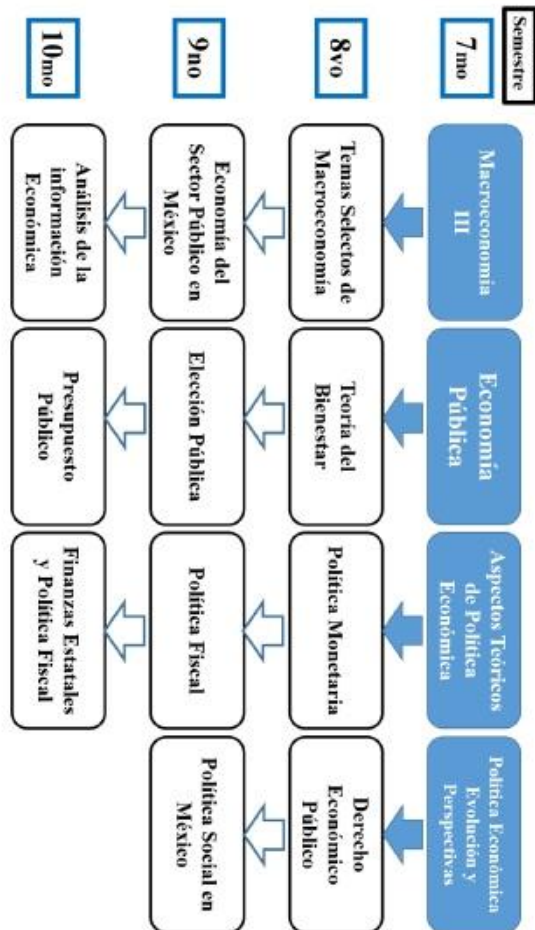 Semestre
7mo
Macroeconomia
III
Economía
Pública
Aspectos Teóricos
de Política
Económica
Política Económica
Evolución y
Perspectivas
8vo
Temas Selectos de
Macroeconomía
Teoría del
Bienestar
Política Monetaria
Derecho
Económico
Público
9no
Economía del
Sector Público en
México
Elección Pública
Política Fiscal
Política Social en
México
10mo
Análisis de la
información
Económica
Presupuesto
Público
Finanzas Estatales
y Política Fiscal